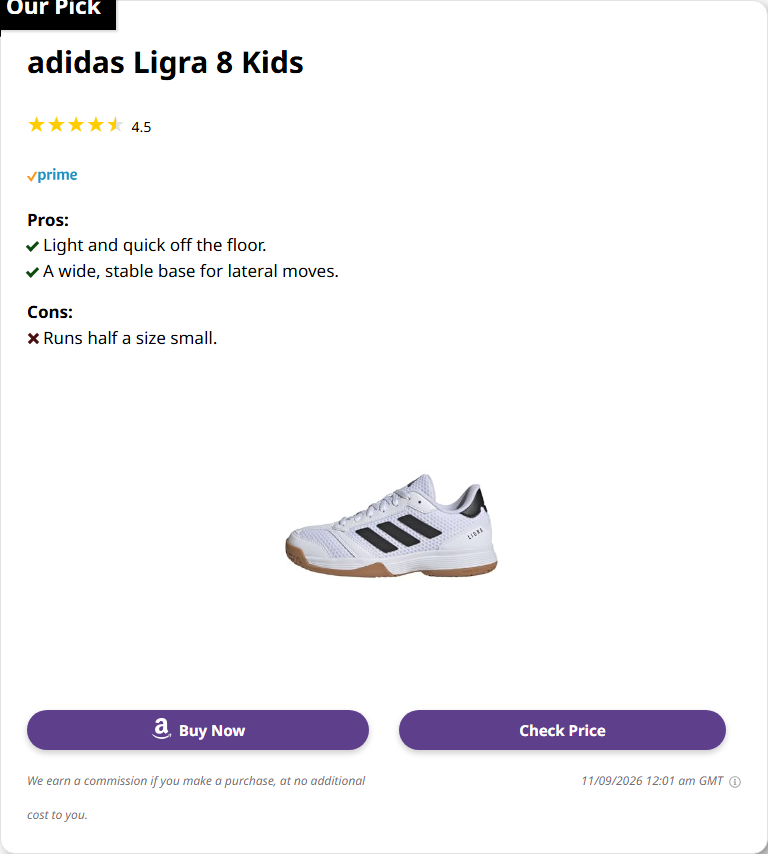 Our Pick
adidas Ligra 8 Kids
4.5
prime
Pros:
Light and quick off the floor.
A wide, stable base for lateral moves.
Cons:
Runs half a size small.
LIGRA
Buy Now
Check Price
We earn a commission if you make a purchase, at no additional
cost to you.
11/09/2026 12:01 am GMT